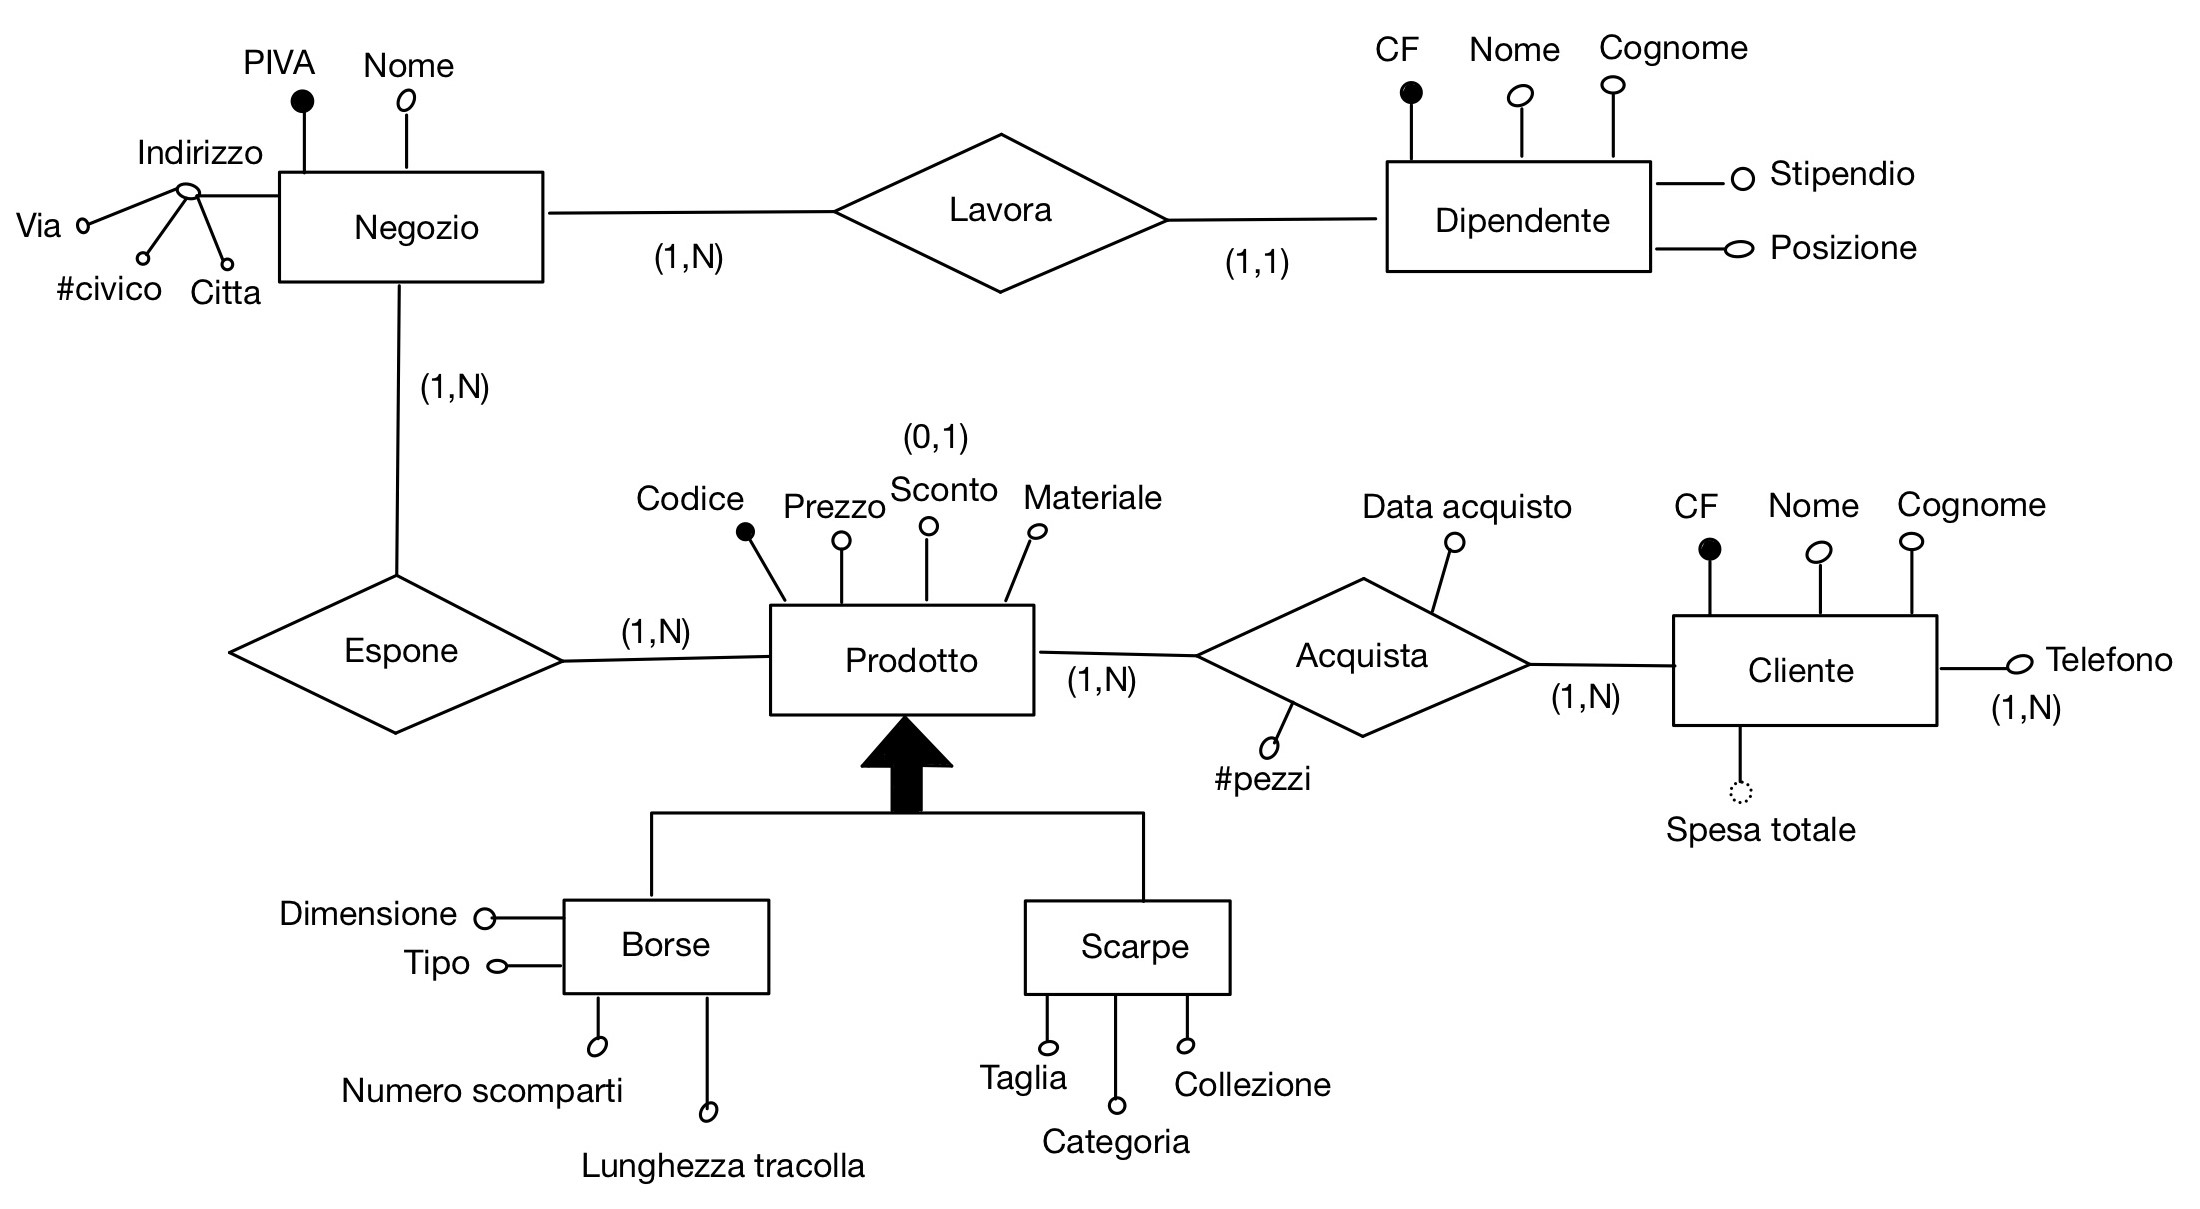 PIVA
Nome
Indirizzo
Via
#civico
Citta
Negozio
(1,N)
Lavora
(1,1)
CF
Nome
Cognome
Dipendente
Stipendio
Posizione
(1,N)
Espone
(1,N)
Codice
Prezzo
(0,1)
Sconto
Materiale
Prodotto
(1,N)
Data acquisto
Acquista
#pezzi
(1,N)
CF
Nome
Cognome
Cliente
Telefono
(1,N)
Spesa totale
Dimensione
Tipo
Borse
Numero scomparti
Lunghezza tracolla
Scarpe
Taglia
Categoria
Collezione